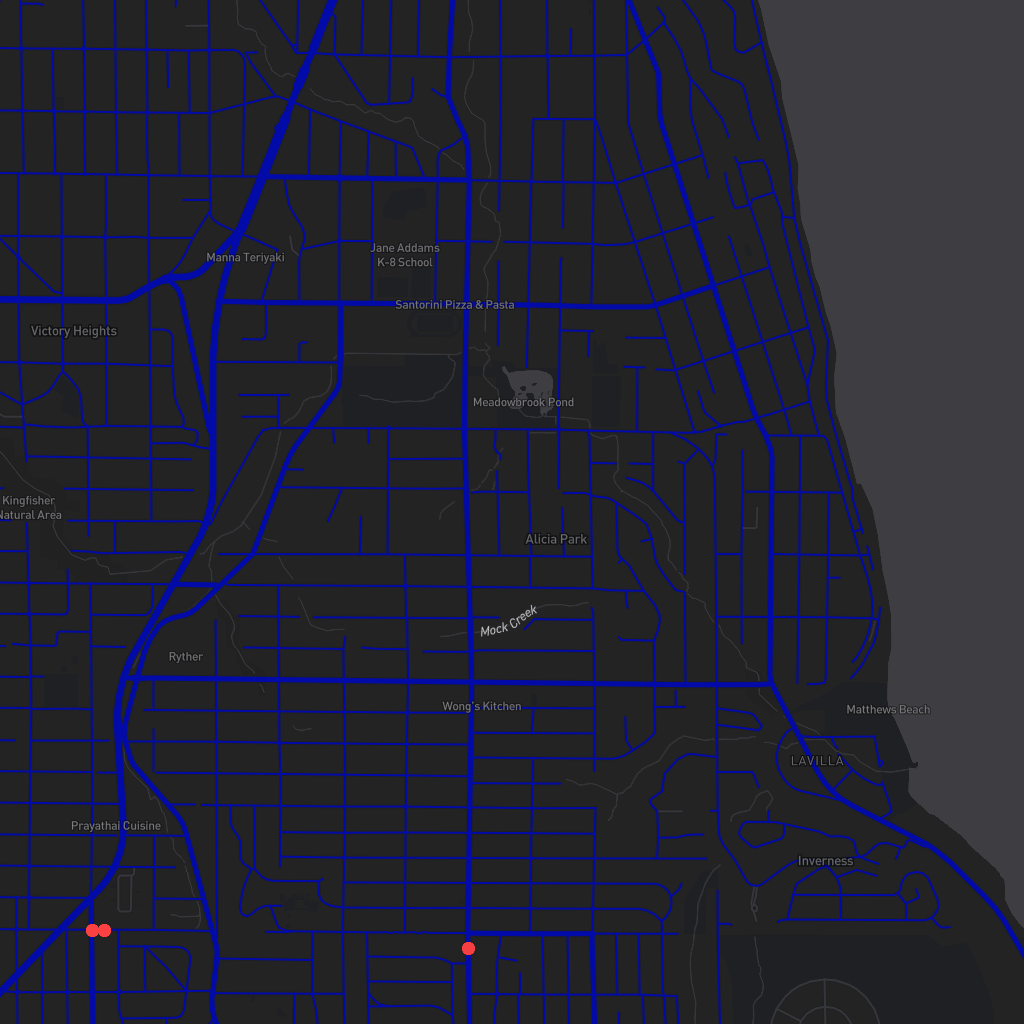 Jane Addams
K-8 School
Manna Teriyaki
Santorini Pizza & Pasta
Victory Heights
Meadowbrook Pond
Kingfisher
Natural Area
Alicia Park
Mock Creek
Ryther
Wong's Kitchen
Matthews Beach
LAVILLA
Prayathai Cuisine
Inverness